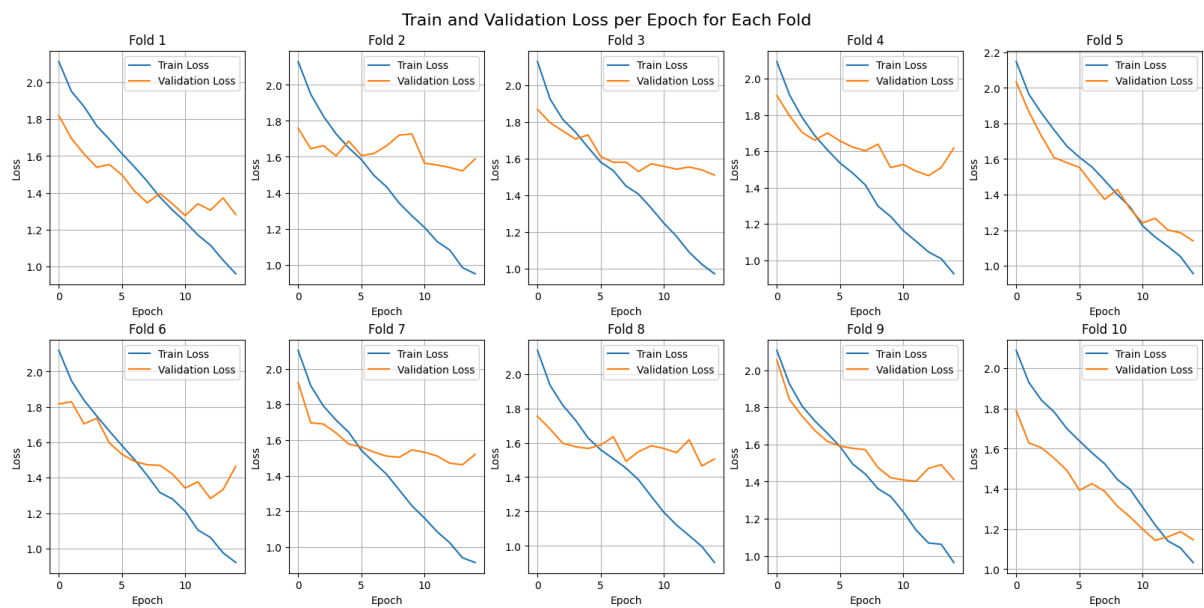 Train and Validation Loss per Epoch for Each Fold
Fold 1
Train Loss
Validation Loss
2.0
1.8
1.6
1.4
1.2
1.0
Loss
0
5
10
Epoch
Fold 2
Train Loss
Validation Loss
2.0
1.8
1.6
1.4
1.2
1.0
Loss
0
5
10
Epoch
Fold 3
Train Loss
Validation Loss
2.0
1.8
1.6
1.4
1.2
1.0
Loss
0
5
10
Epoch
Fold 4
Train Loss
Validation Loss
2.0
1.8
1.6
1.4
1.2
1.0
Loss
0
5
10
Epoch
Fold 5
Train Loss
Validation Loss
2.2
2.0
1.8
1.6
1.4
1.2
1.0
Loss
0
5
10
Epoch
Fold 6
Train Loss
Validation Loss
2.0
1.8
1.6
1.4
1.2
1.0
Loss
0
5
10
Epoch
Fold 7
Train Loss
Validation Loss
2.0
1.8
1.6
1.4
1.2
1.0
Loss
0
5
10
Epoch
Fold 8
Train Loss
Validation Loss
2.0
1.8
1.6
1.4
1.2
1.0
Loss
0
5
10
Epoch
Fold 9
Train Loss
Validation Loss
2.0
1.8
1.6
1.4
1.2
1.0
Loss
0
5
10
Epoch
Fold 10
Train Loss
Validation Loss
2.0
1.8
1.6
1.4
1.2
1.0
Loss
0
5
10
Epoch